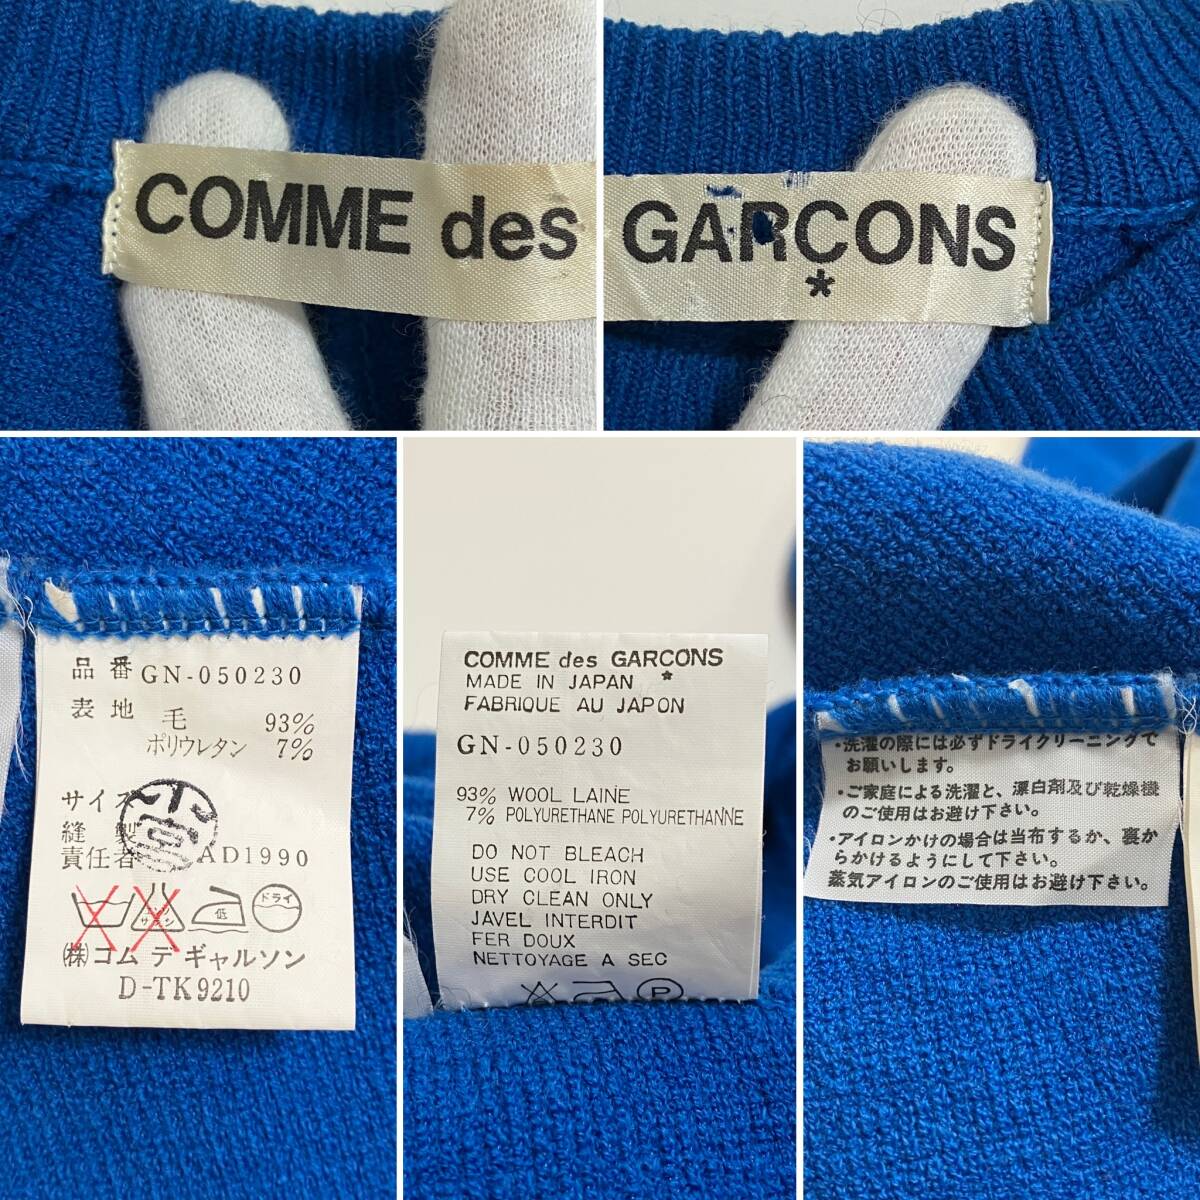 COMME des
GARÇONS
*
品番 GN-050230
表地 毛 93%
ポリウレタン 7%
サイズ
小宮
縫製
責任者 AD1990
サラシ 低 ドライ
㈱コム デ ギャルソン
D-TK9210
COMME des GARCONS
*
MADE IN JAPAN
FABRIQUE AU JAPON
GN-050230
93% WOOL LAINE
7% POLYURETHANE POLYURETHANNE
DO NOT BLEACH
USE COOL IRON
DRY CLEAN ONLY
JAVEL INTERDIT
FER DOUX
NETTOYAGE A SEC
P
・洗濯の際には必ずドライクリーニングで
お願いします。
・ご家庭による洗濯と、漂白剤及び乾燥機
のご使用はお避け下さい。
・アイロンかけの場合は当布するか、裏か
らかけるようにして下さい。
蒸気アイロンのご使用はお避け下さい。